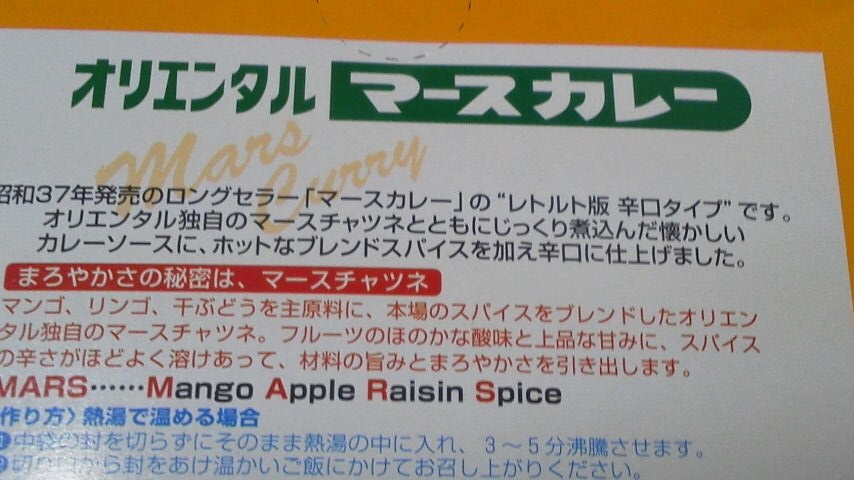 オリエンタル マースカレー
Mars Curry
昭和37年発売のロングセラー「マースカレー」の“レトルト版 辛口タイプ”です。
オリエンタル独自のマースチャツネとともにじっくり煮込んだ懐かしい
カレーソースに、ホットなブレンドスパイスを加え辛口に仕上げました。
まろやかさの秘密は、マースチャツネ
マンゴ、リンゴ、干ぶどうを主原料に、本場のスパイスをブレンドしたオリエン
タル独自のマースチャツネ。フルーツのほのかな酸味と上品な甘みに、スパイス
の辛さがほどよく溶けあって、材料の旨みとまろやかさを引き出します。
MARS……Mango Apple Raisin Spice
作り方〉熱湯で温める場合
❶中袋の封を切らずにそのまま熱湯の中に入れ、3～5分沸騰させます。
切り口から封をあけ温かいご飯にかけてお召し上がりください。